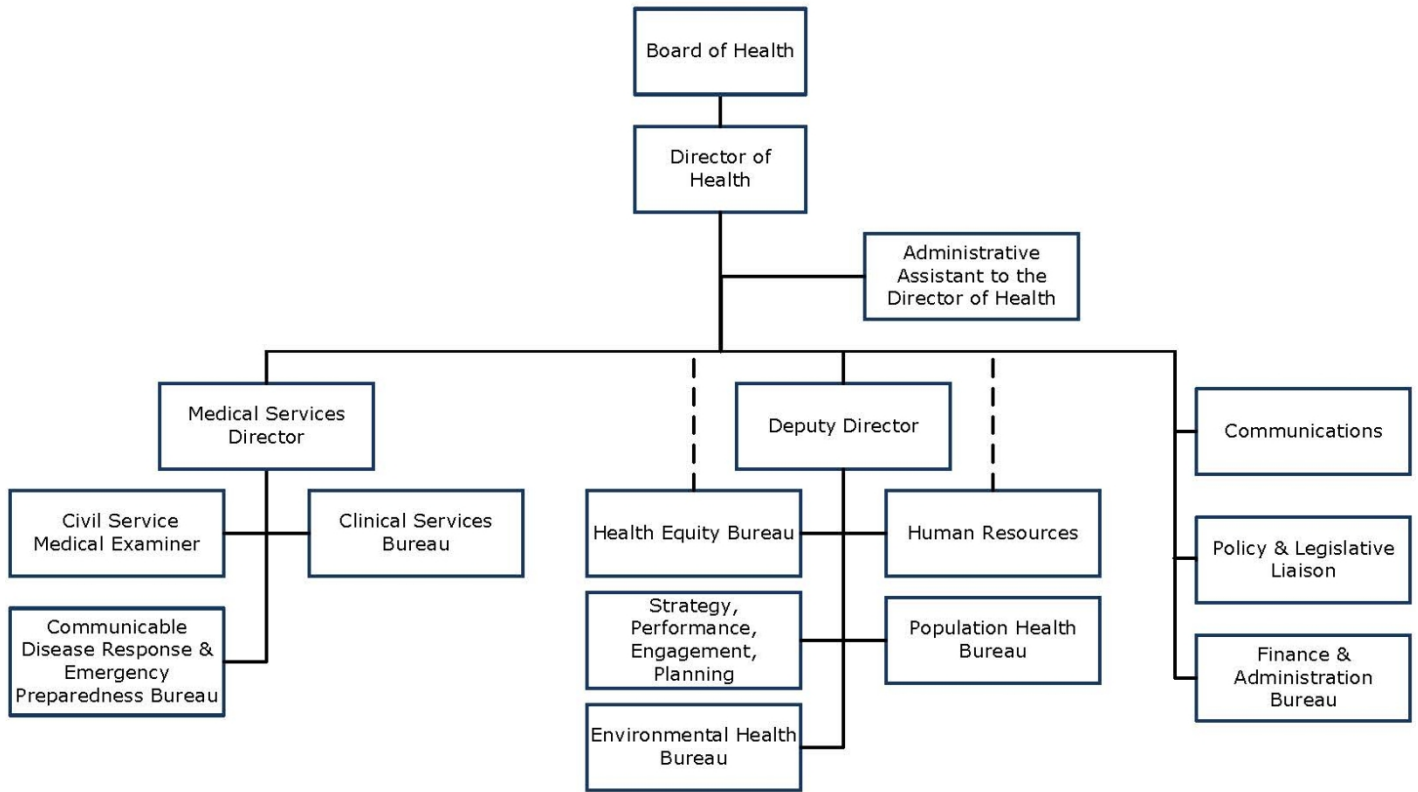 Board of Health
Director of
Health
Administrative
Assistant to the
Director of Health
Medical Services
Director
Deputy Director
Communications
Civil Service
Medical Examiner
Clinical Services
Bureau
Health Equity Bureau
Human Resources
Policy & Legislative
Liaison
Communicable
Disease Response &
Emergency
Preparedness Bureau
Strategy,
Performance,
Engagement,
Planning
Population Health
Bureau
Finance &
Administration
Bureau
Environmental Health
Bureau